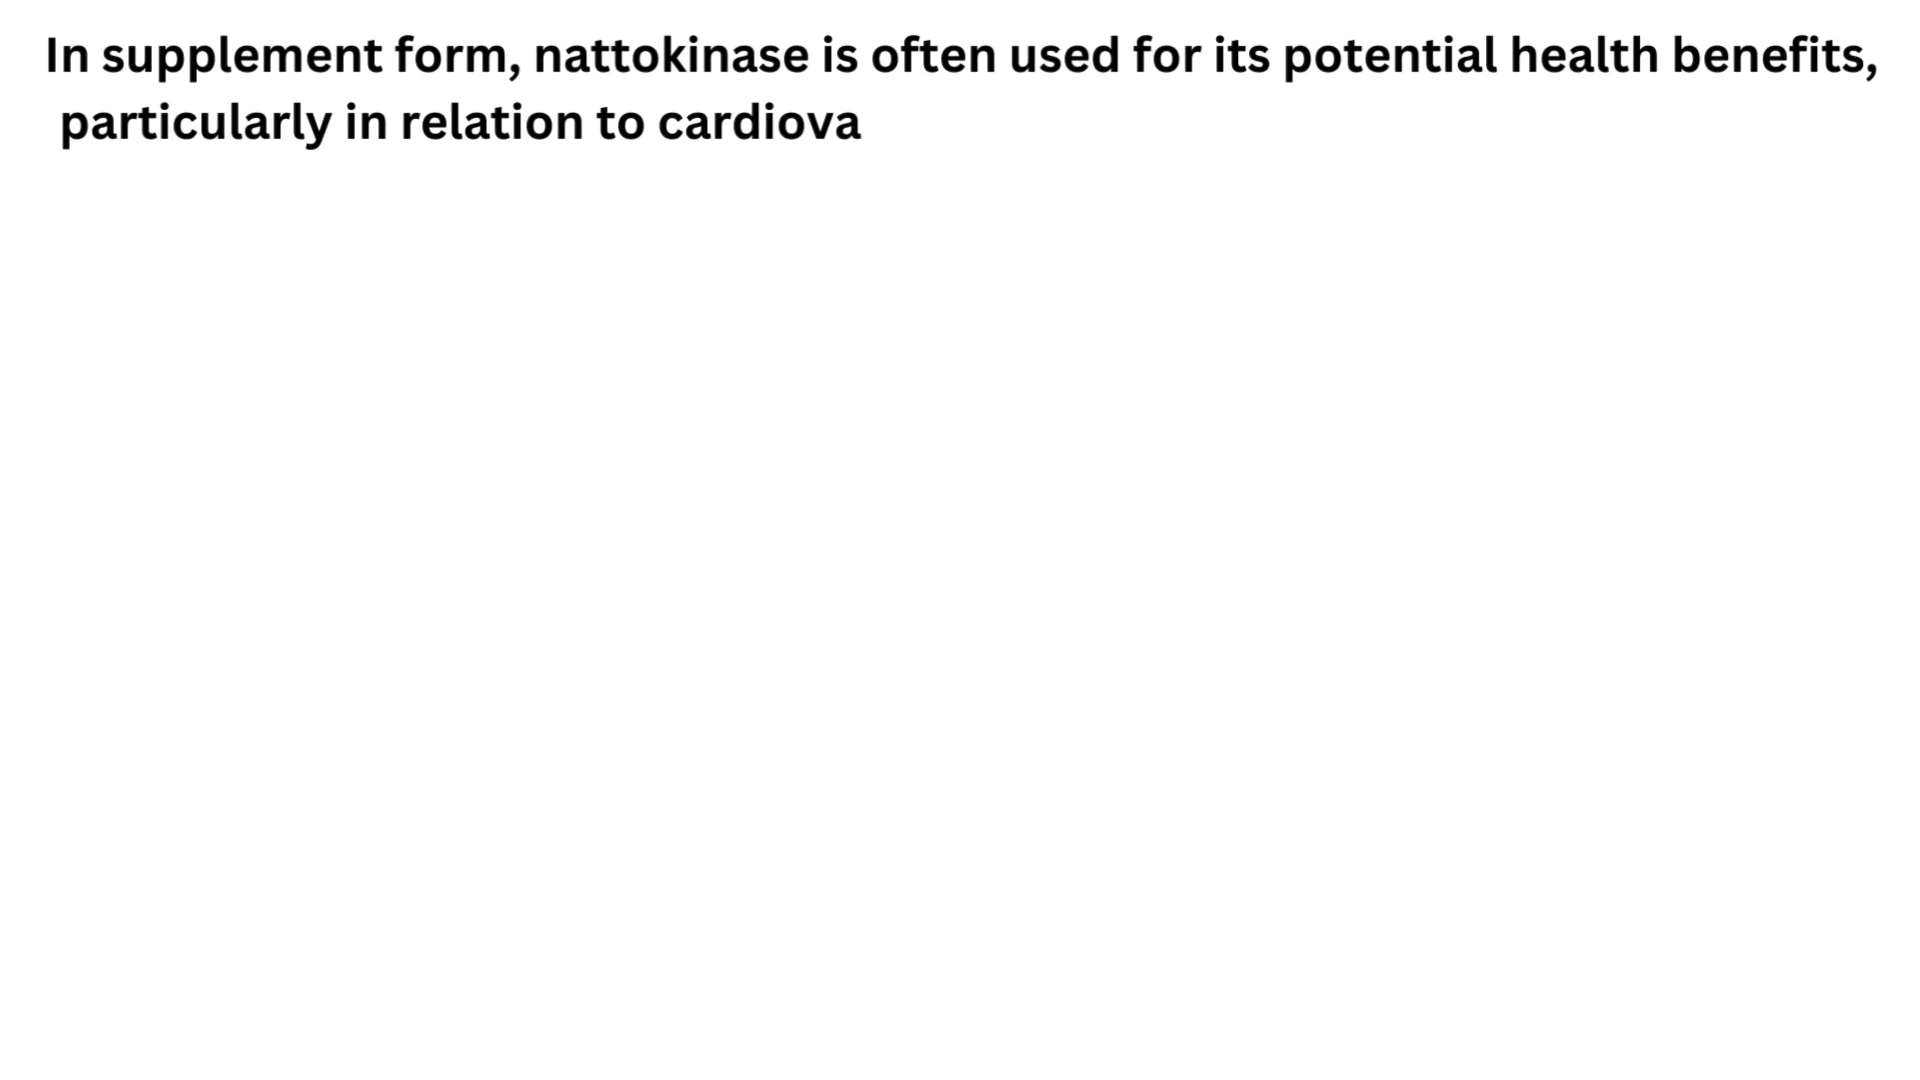 In supplement form, nattokinase is often used for its potential health benefits,
particularly in relation to cardiova